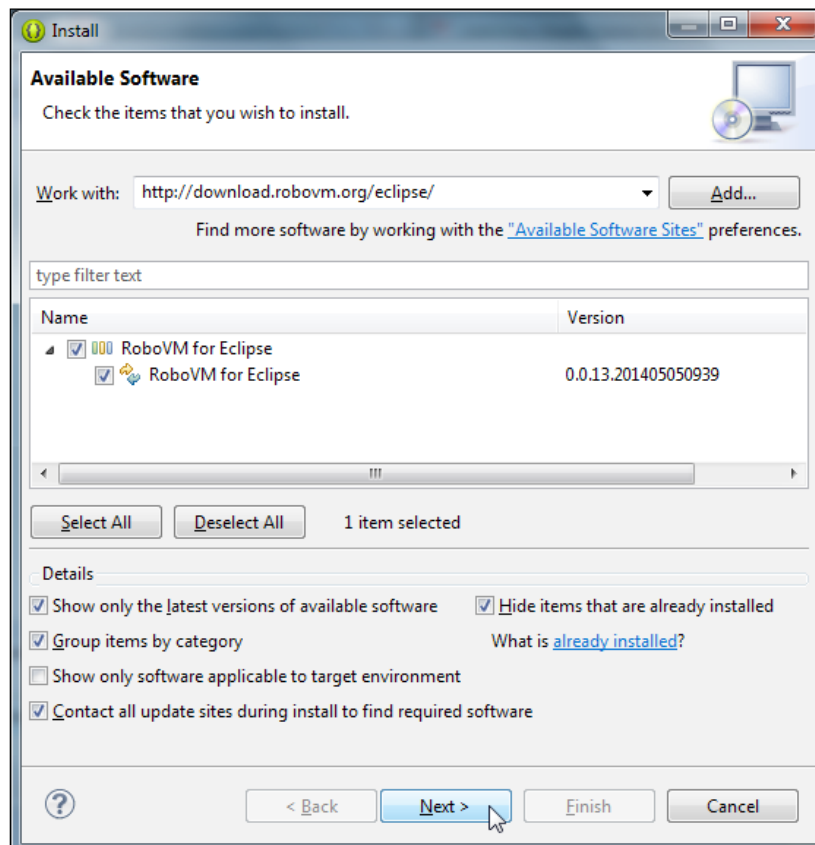 Install
Available Software
Check the items that you wish to install.
Work with: http://download.robovm.org/eclipse/ Add...
Find more software by working with the "Available Software Sites" preferences.
type filter text
Name Version
RoboVM for Eclipse
RoboVM for Eclipse 0.0.13.201405050939
Select All Deselect All 1 item selected
Details
Show only the latest versions of available software Hide items that are already installed
Group items by category What is already installed?
Show only software applicable to target environment
Contact all update sites during install to find required software
? < Back Next > Finish Cancel